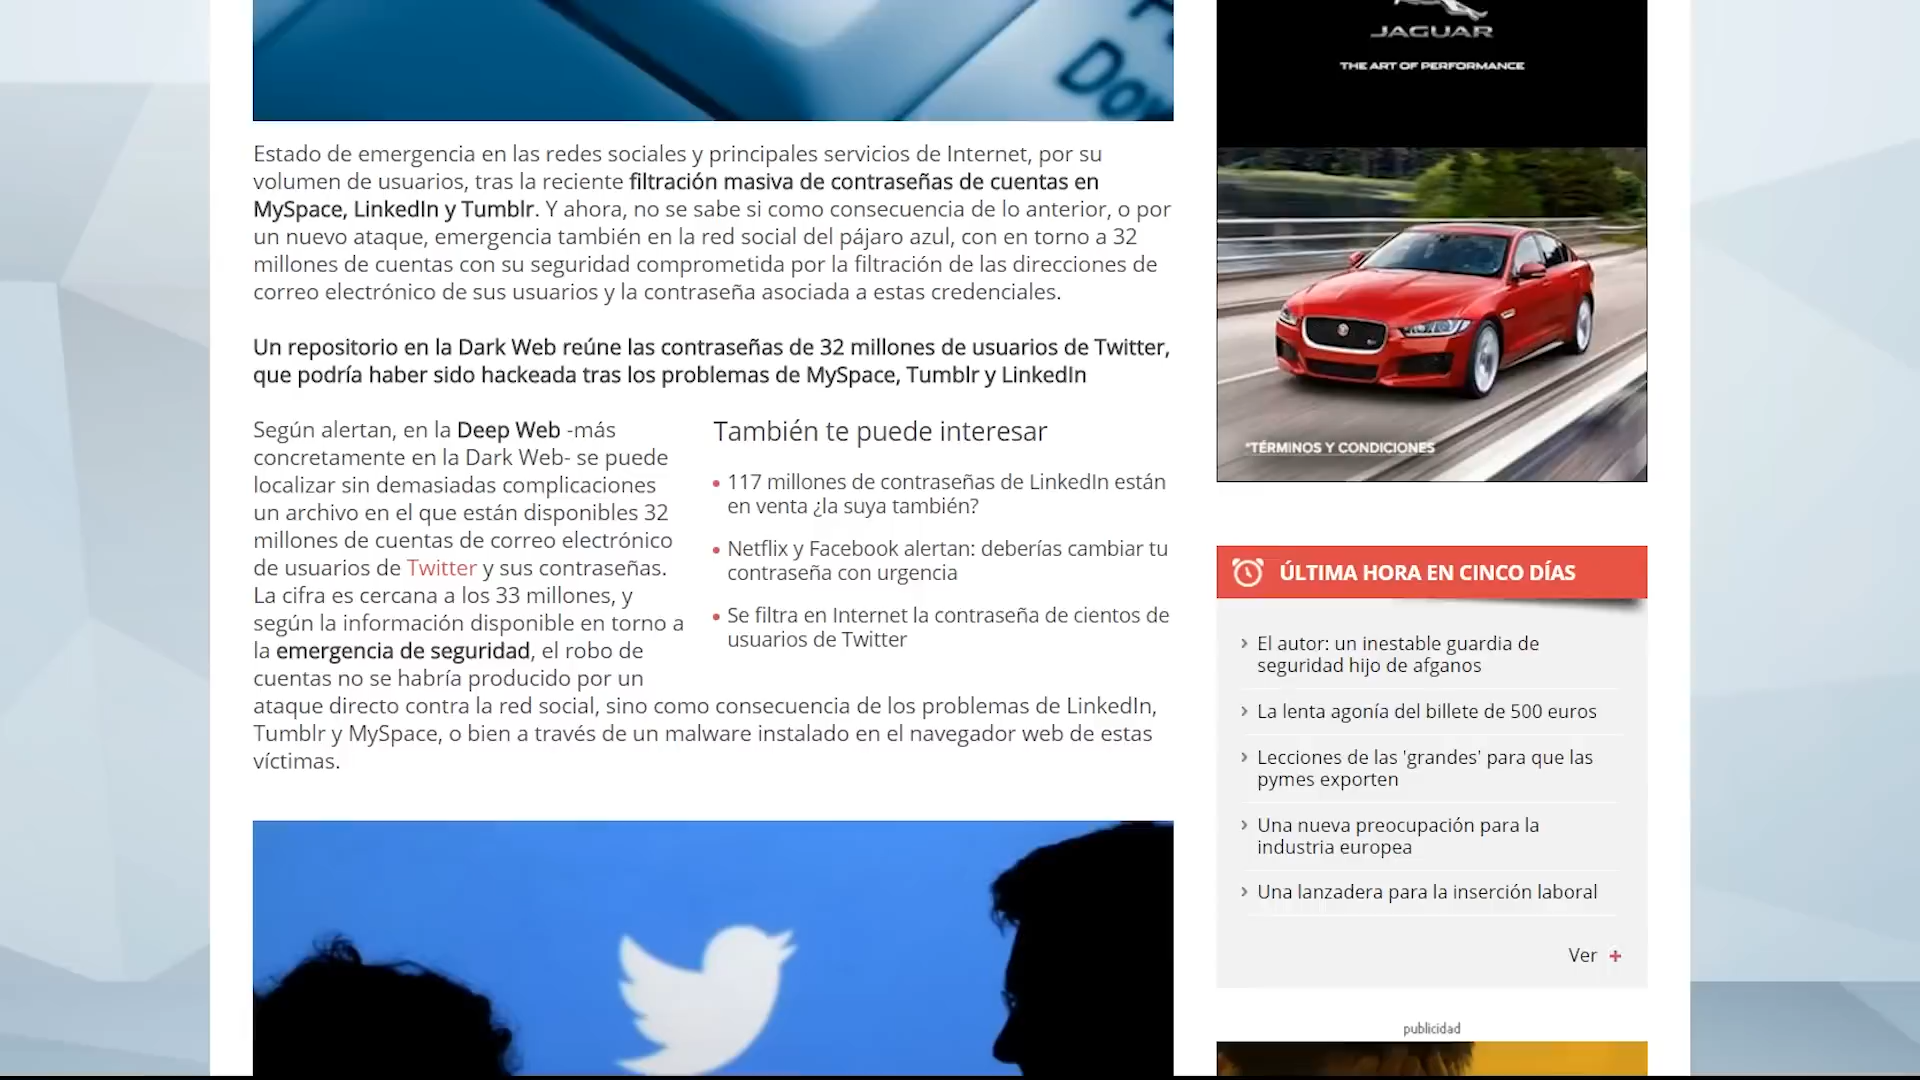 Dow
Estado de emergencia en las redes sociales y principales servicios de Internet, por su
volumen de usuarios, tras la reciente filtración masiva de contraseñas de cuentas en
MySpace, LinkedIn y Tumblr. Y ahora, no se sabe si como consecuencia de lo anterior, o por
un nuevo ataque, emergencia también en la red social del pájaro azul, con en torno a 32
millones de cuentas con su seguridad comprometida por la filtración de las direcciones de
correo electrónico de sus usuarios y la contraseña asociada a estas credenciales.
Un repositorio en la Dark Web reúne las contraseñas de 32 millones de usuarios de Twitter,
que podría haber sido hackeada tras los problemas de MySpace, Tumblr y LinkedIn
Según alertan, en la Deep Web -más
concretamente en la Dark Web- se puede
localizar sin demasiadas complicaciones
un archivo en el que están disponibles 32
millones de cuentas de correo electrónico
de usuarios de Twitter y sus contraseñas.
La cifra es cercana a los 33 millones, y
según la información disponible en torno a
la emergencia de seguridad, el robo de
cuentas no se habría producido por un
ataque directo contra la red social, sino como consecuencia de los problemas de LinkedIn,
Tumblr y MySpace, o bien a través de un malware instalado en el navegador web de estas
víctimas.
También te puede interesar
117 millones de contraseñas de LinkedIn están
en venta ¿la suya también?
Netflix y Facebook alertan: deberías cambiar tu
contraseña con urgencia
Se filtra en Internet la contraseña de cientos de
usuarios de Twitter
JAGUAR
THE ART OF PERFORMANCE
*TÉRMINOS Y CONDICIONES
ÚLTIMA HORA EN CINCO DÍAS
El autor: un inestable guardia de
seguridad hijo de afganos
La lenta agonía del billete de 500 euros
Lecciones de las 'grandes' para que las
pymes exporten
Una nueva preocupación para la
industria europea
Una lanzadera para la inserción laboral
Ver +
publicidad